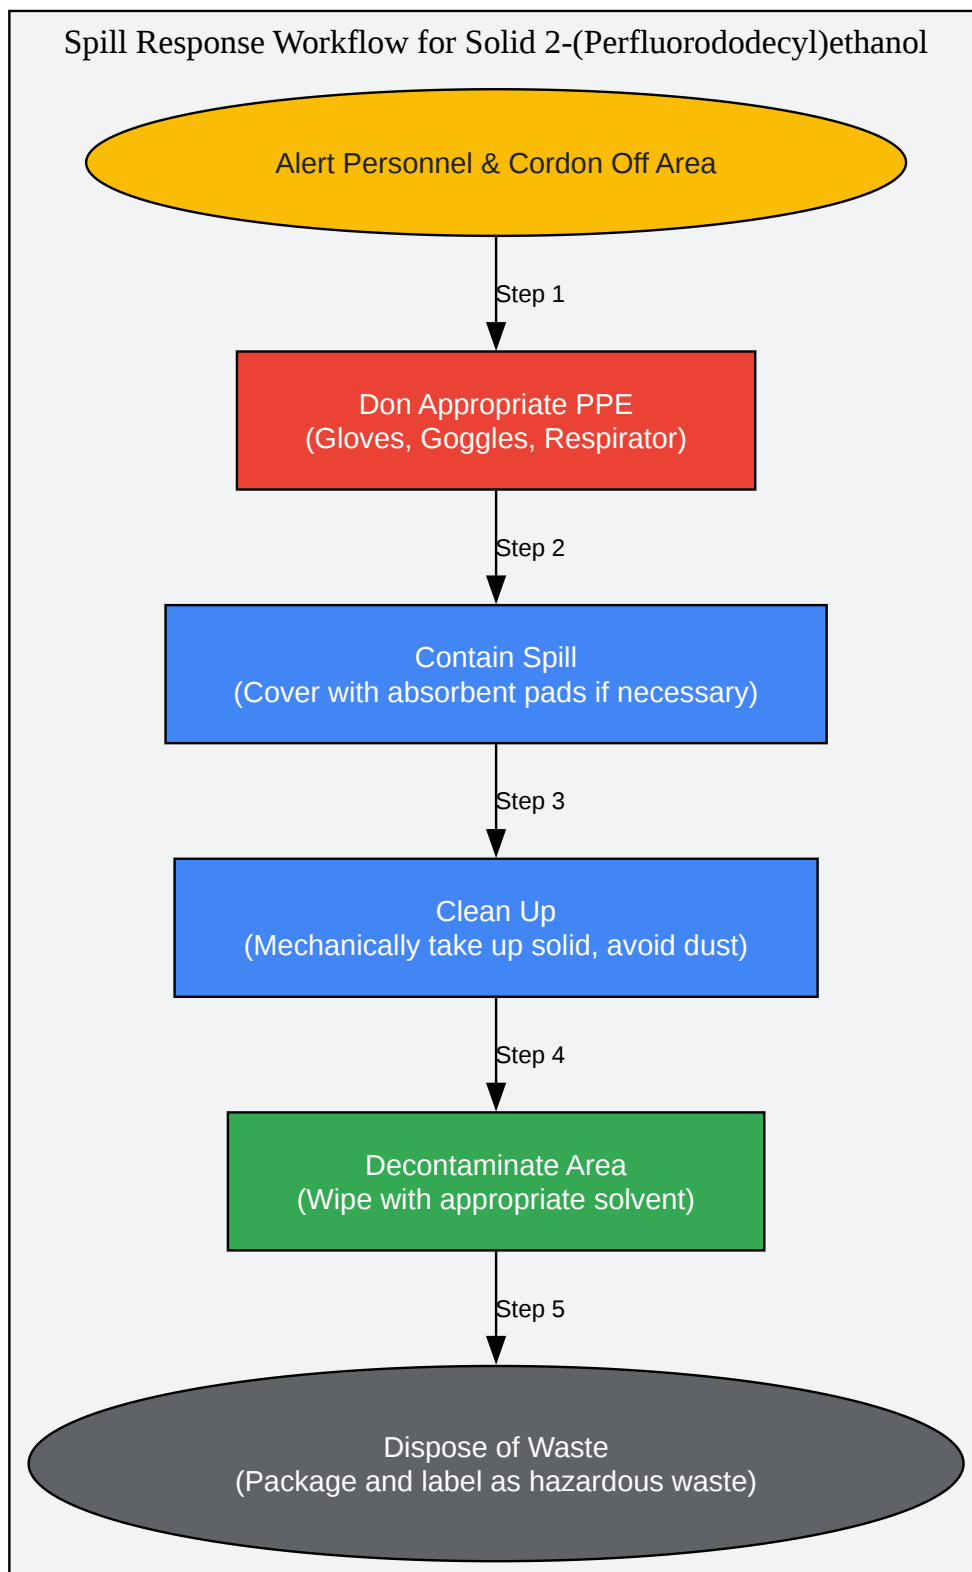 Spill Response Workflow for Solid 2-(Perfluorododecyl)ethanol
Alert Personnel & Cordon Off Area
Step 1
Don Appropriate PPE
(Gloves, Goggles, Respirator)
Step 2
Contain Spill
(Cover with absorbent pads if necessary)
Step 3
Clean Up
(Mechanically take up solid, avoid dust)
Step 4
Decontaminate Area
(Wipe with appropriate solvent)
Step 5
Dispose of Waste
(Package and label as hazardous waste)